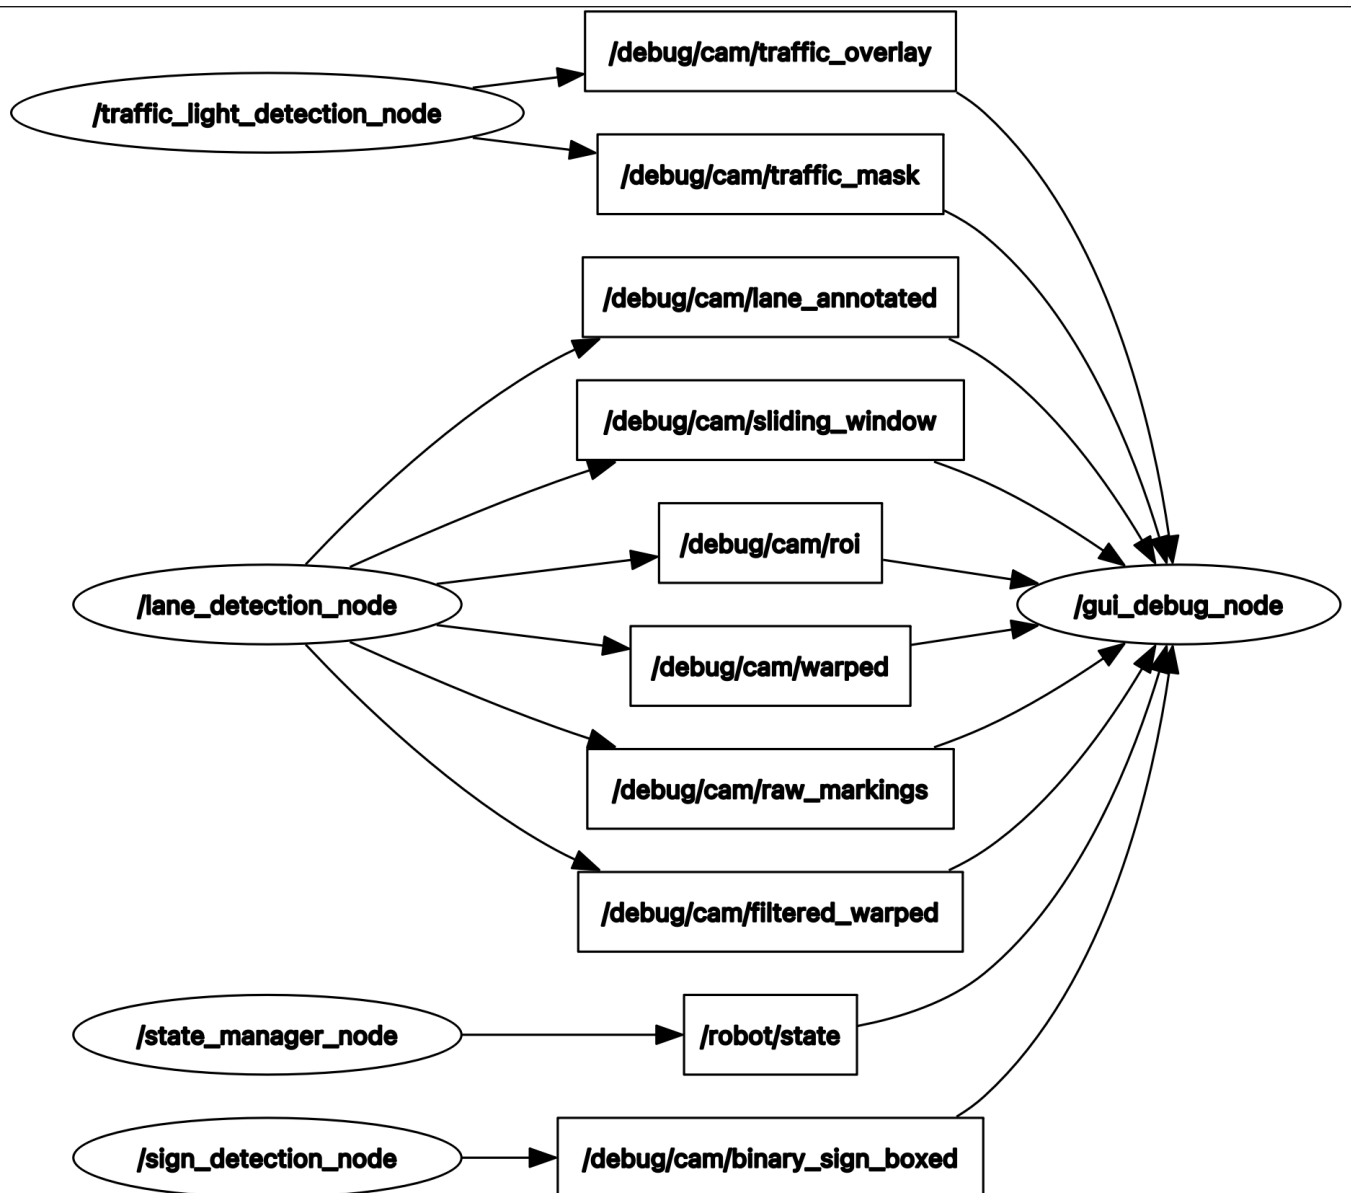 /debug/cam/traffic_overlay
/traffic_light_detection_node
/debug/cam/traffic_mask
/debug/cam/lane_annotated
/debug/cam/sliding_window
/debug/cam/roi
/lane_detection_node
/gui_debug_node
/debug/cam/warped
/debug/cam/raw_markings
/debug/cam/filtered_warped
/state_manager_node
/robot/state
/sign_detection_node
/debug/cam/binary_sign_boxed